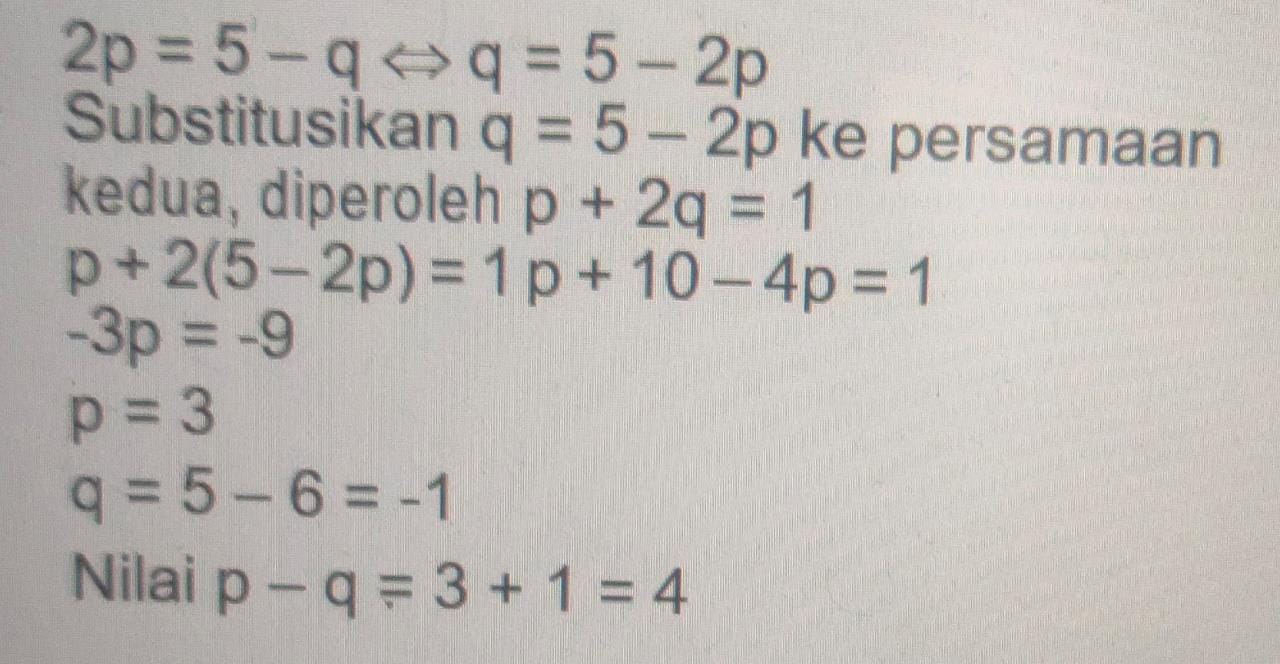 2p = 5 – q ⇔ q = 5 – 2p
Substitusikan q = 5 – 2p ke persamaan
kedua, diperoleh p + 2q = 1
p + 2(5 – 2p) = 1 p + 10 – 4p = 1
-3p = -9
p = 3
q = 5 – 6 = -1
Nilai p – q = 3 + 1 = 4